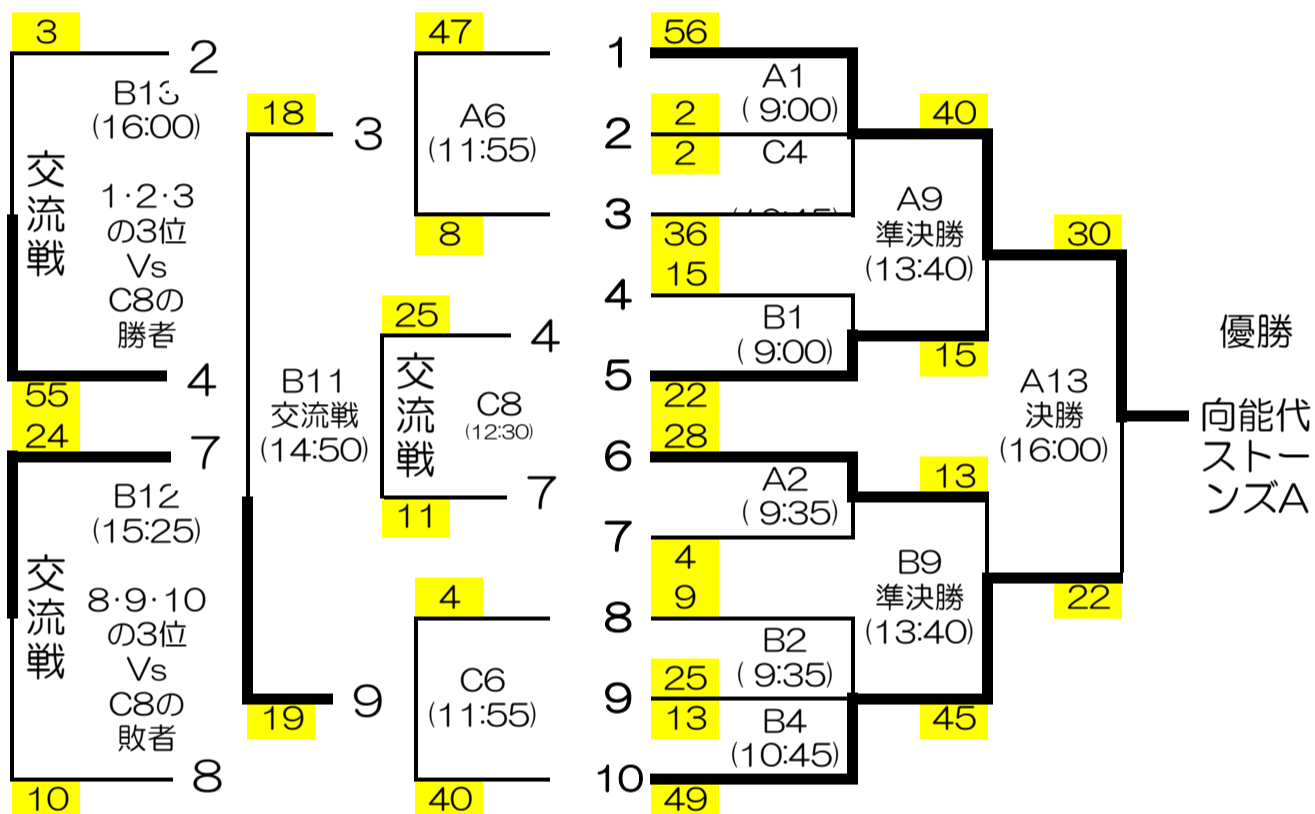 3
2
B13
(16:00)
交流戦
1・2・3
の3位
Vs
C8の
勝者
4
55
24
7
B12
(15:25)
交流戦
8・9・10
の3位
Vs
C8の
敗者
8
10
18
3
B11
交流戦
(14:50)
9
19
47
A6
(11:55)
8
25
4
交流戦
C8
(12:30)
7
11
4
C6
(11:55)
40
1
56
A1
( 9:00)
2
2
2
C4
3
36
4
15
B1
( 9:00)
5
22
6
28
A2
( 9:35)
7
4
8
9
B2
( 9:35)
9
25
13
B4
(10:45)
10
49
40
A9
準決勝
(13:40)
15
13
B9
準決勝
(13:40)
45
30
A13
決勝
(16:00)
22
優勝
向能代
ストー
ンズA